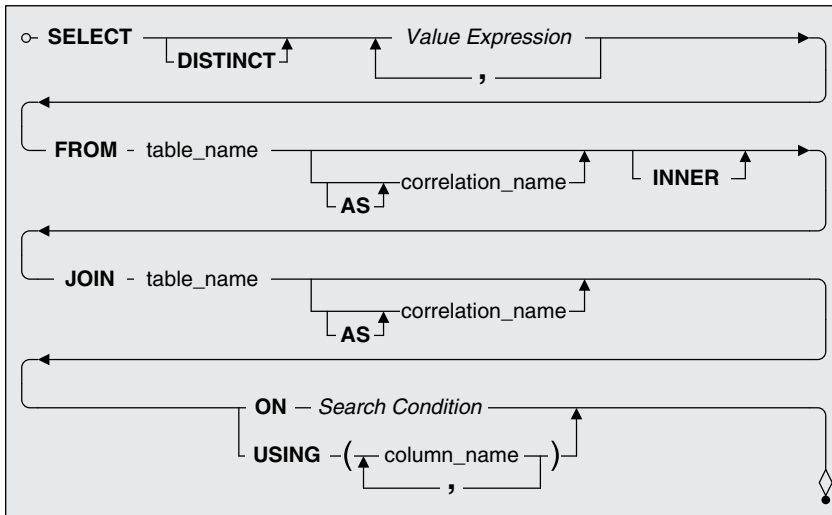 SELECT Value Expression
DISTINCT ,
FROM table_name
correlation_name INNER
AS
JOIN table_name
correlation_name
AS
ON Search Condition
USING ( column_name )
,